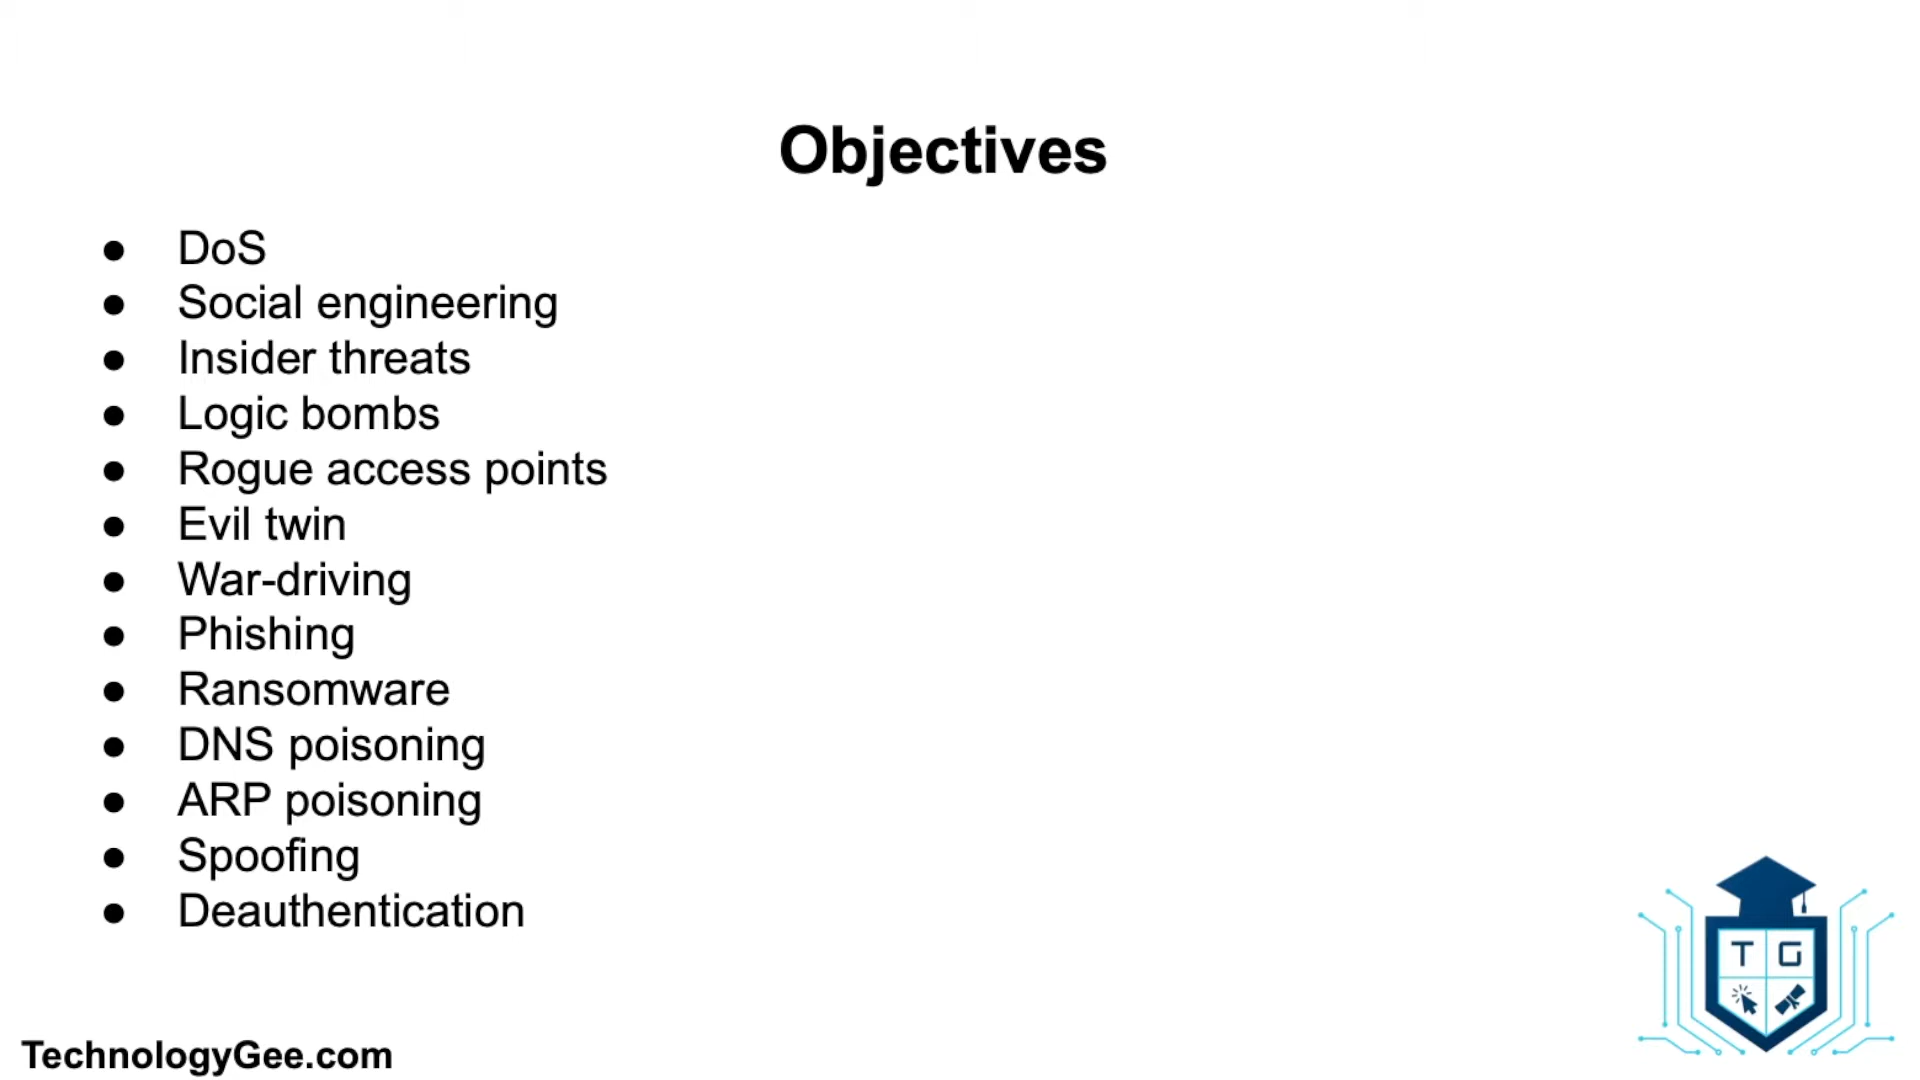 Objectives
● DoS
● Social engineering
● Insider threats
● Logic bombs
● Rogue access points
● Evil twin
● War-driving
● Phishing
● Ransomware
● DNS poisoning
● ARP poisoning
● Spoofing
● Deauthentication
T G
TechnologyGee.com